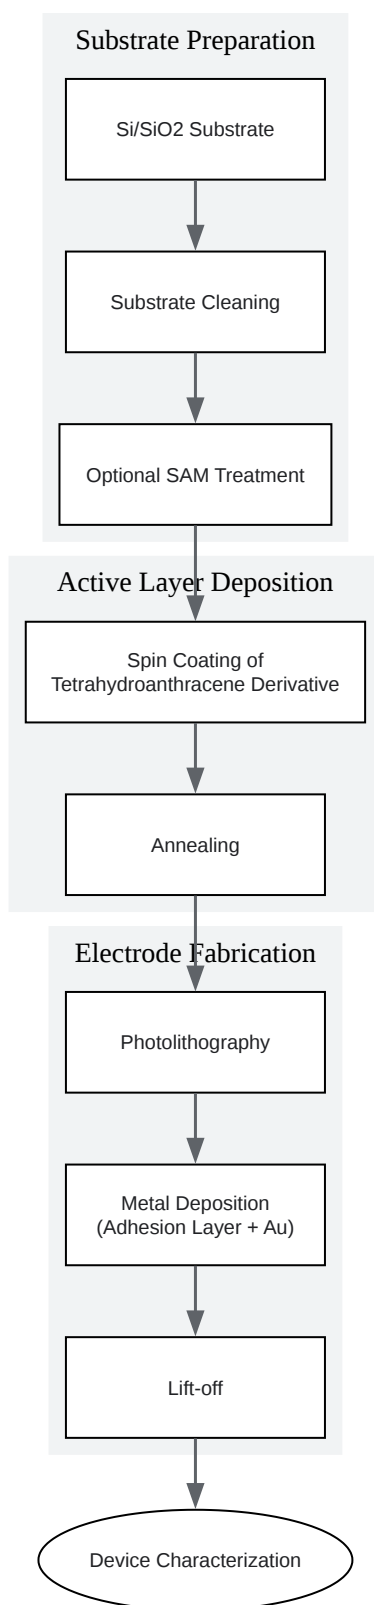 Substrate Preparation
Si/SiO2 Substrate
Substrate Cleaning
Optional SAM Treatment
Active Layer Deposition
Spin Coating of
Tetrahydroanthracene Derivative
Annealing
Electrode Fabrication
Photolithography
Metal Deposition
(Adhesion Layer + Au)
Lift-off
Device Characterization